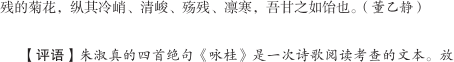 残的菊花，纵其冷峭、清峻、殇残、凛寒，吾甘之如饴也。（董乙静）
【评语】朱淑真的四首绝句《咏桂》是一次诗歌阅读考查的文本。放